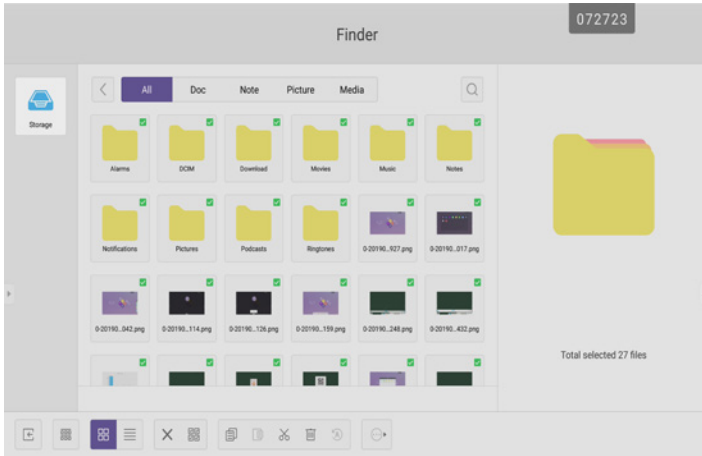 072723
Finder
All Doc Note Picture Media
Storage
Alarms DCIM Download Movies Music Notes
Notifications Pictures Podcasts Ringtones 0-20190...927.png 0-20190...017.png
0-20190...042.png 0-20190...114.png 0-20190...126.png 0-20190...159.png 0-20190...248.png 0-20190...432.png
Total selected 27 files